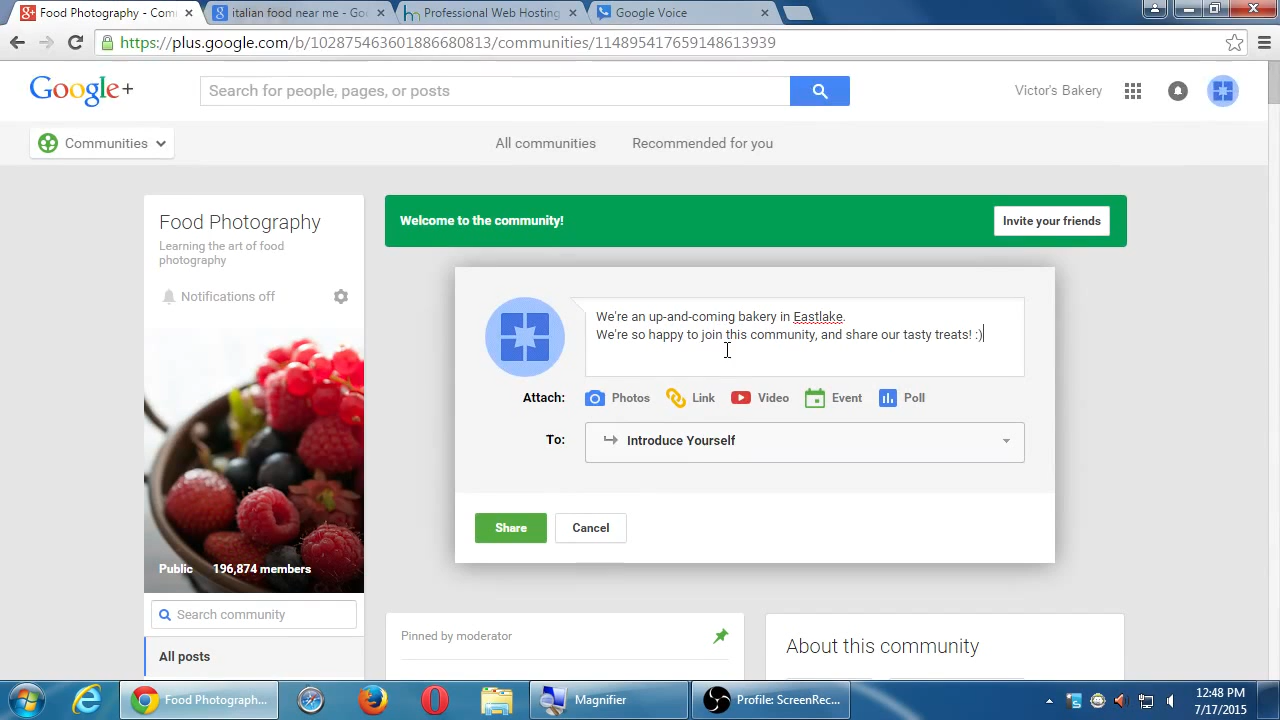 Food Photography - Com
italian food near me - Goo
Professional Web Hosting
Google Voice
https://plus.google.com/b/102875463601886680813/communities/114895417659148613939
Google+
Search for people, pages, or posts
Victor's Bakery
Communities
All communities
Recommended for you
Food Photography
Learning the art of food
photography
Notifications off
Public 196,874 members
Search community
All posts
Welcome to the community!
Invite your friends
We're an up-and-coming bakery in Eastlake.
We're so happy to join this community, and share our tasty treats! :)
Attach: Photos Link Video Event Poll
To: Introduce Yourself
Share Cancel
Pinned by moderator
About this community
Food Photograph...
Magnifier
Profile: ScreenRec...
12:48 PM
7/17/2015